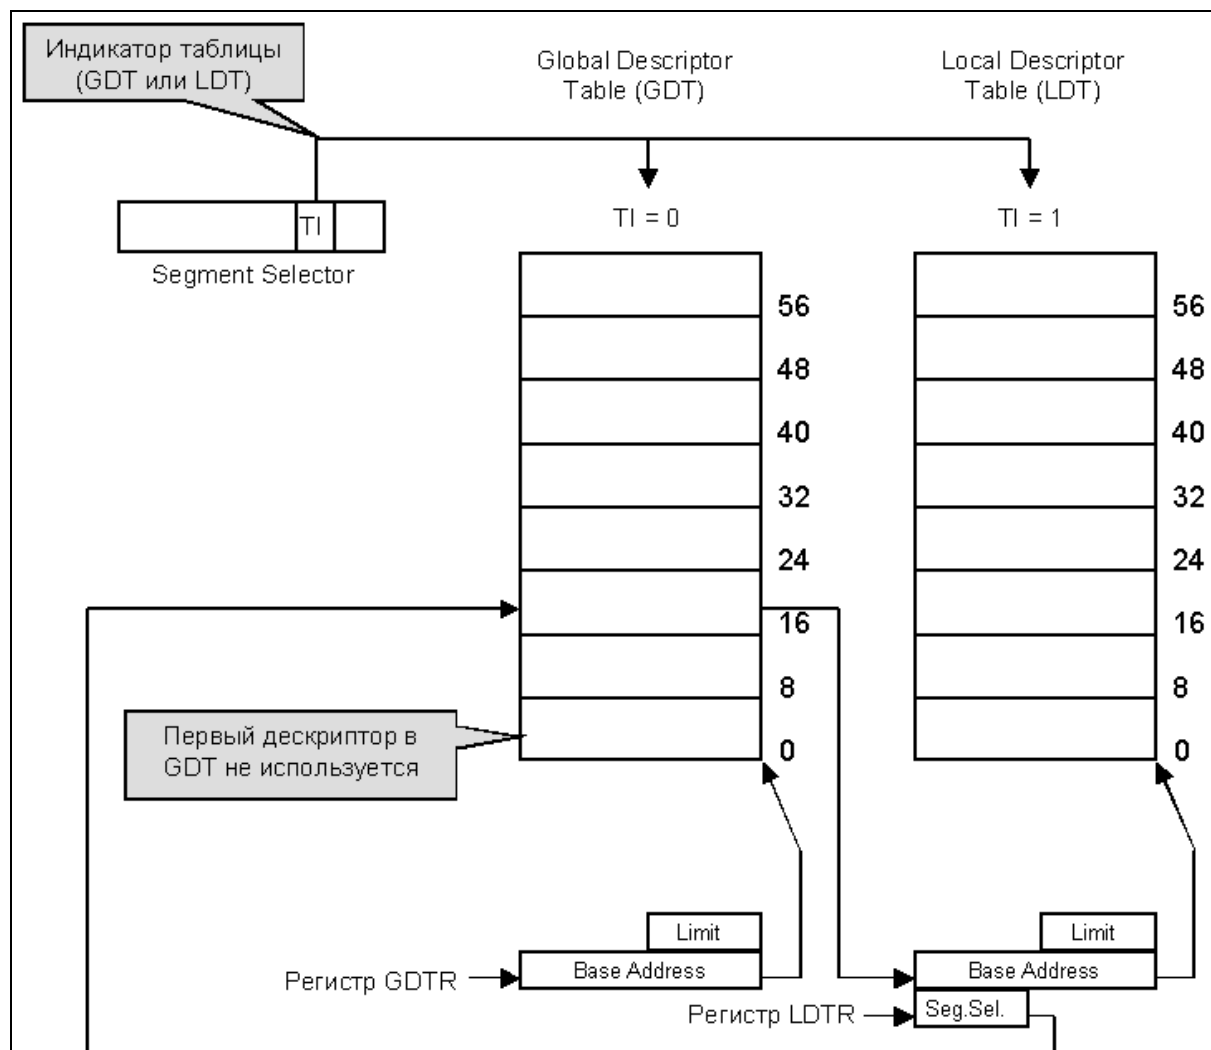 Индикатор таблицы
(GDT или LDT)
Global Descriptor
Table (GDT)
Local Descriptor
Table (LDT)
TI
Segment Selector
TI = 0
TI = 1
56
48
40
32
24
16
8
0
56
48
40
32
24
16
8
0
Первый дескриптор в
GDT не используется
Limit
Base Address
Регистр GDTR
Limit
Base Address
Seg.Sel.
Регистр LDTR